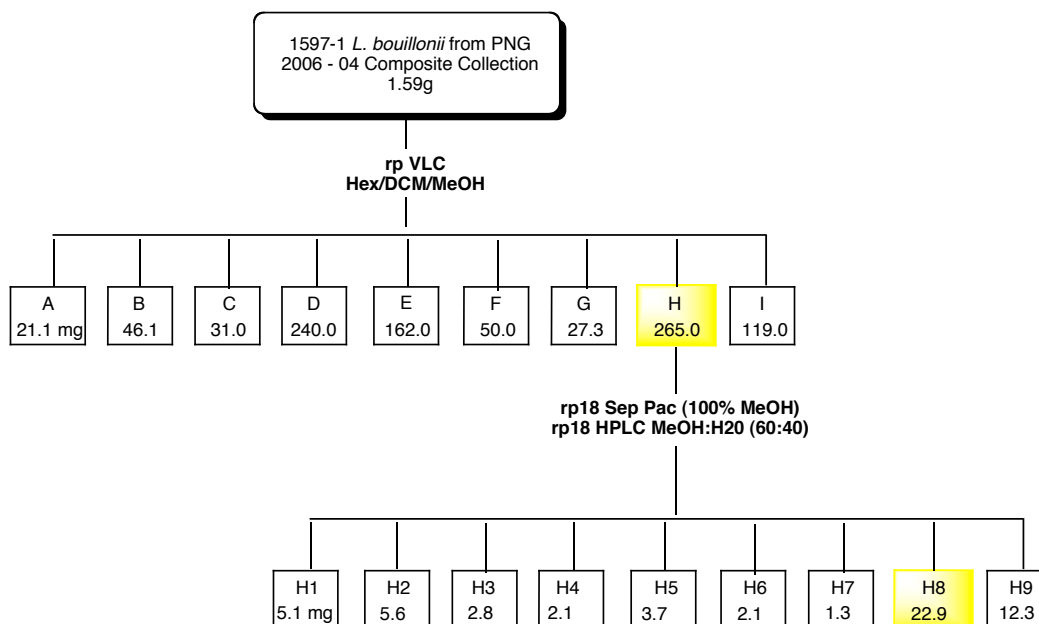 1597-1 L. bouillonii from PNG
2006 - 04 Composite Collection
1.59g
rp VLC
Hex/DCM/MeOH
A B C D E F G H I
21.1 mg 46.1 31.0 240.0 162.0 50.0 27.3 265.0 119.0
rp18 Sep Pac (100% MeOH)
rp18 HPLC MeOH:H20 (60:40)
H1 H2 H3 H4 H5 H6 H7 H8 H9
5.1 mg 5.6 2.8 2.1 3.7 2.1 1.3 22.9 12.3